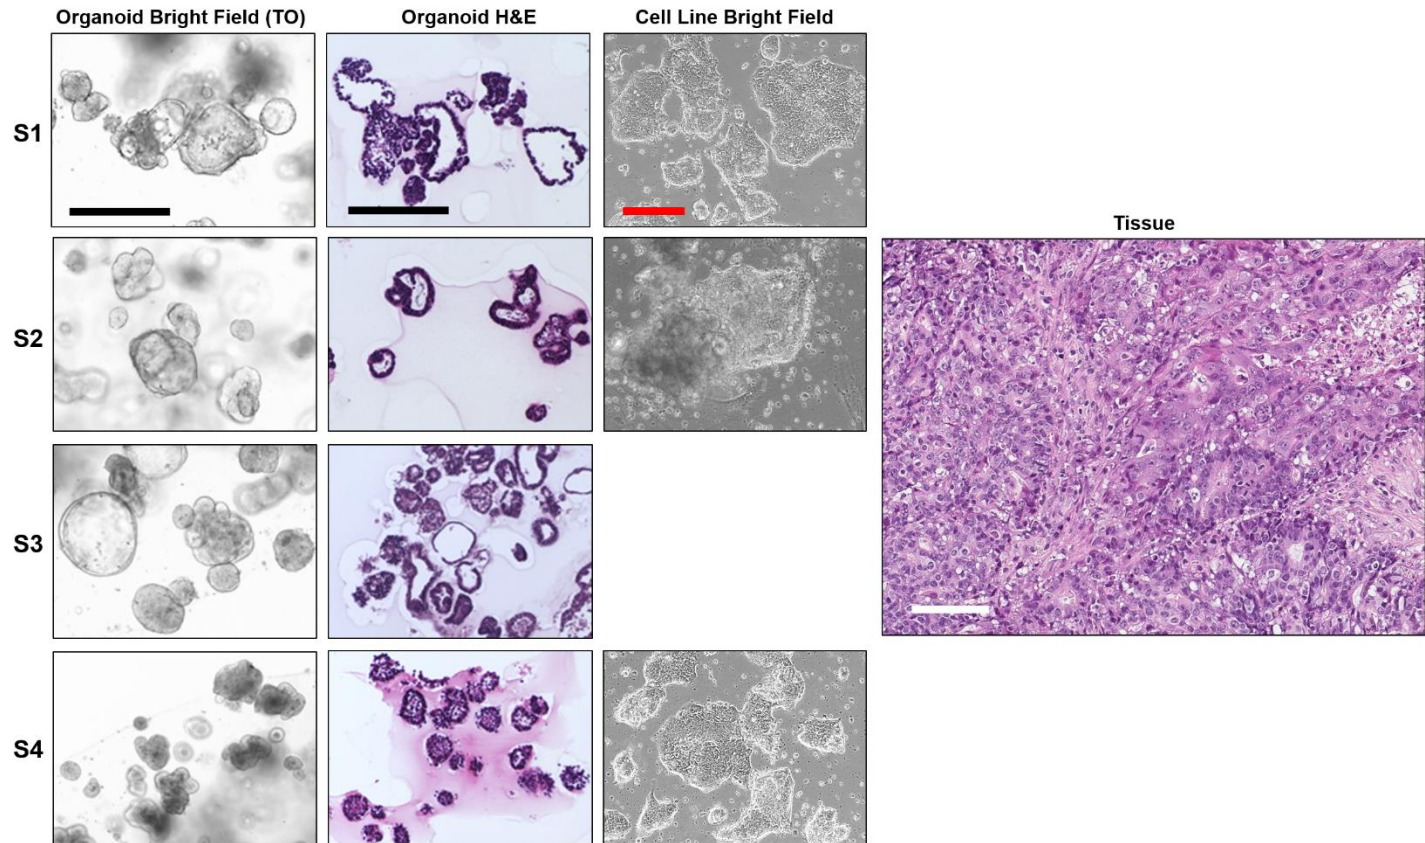 Organoid Bright Field (TO) Organoid H&E Cell Line Bright Field
S1
Tissue
S2
S3
S4